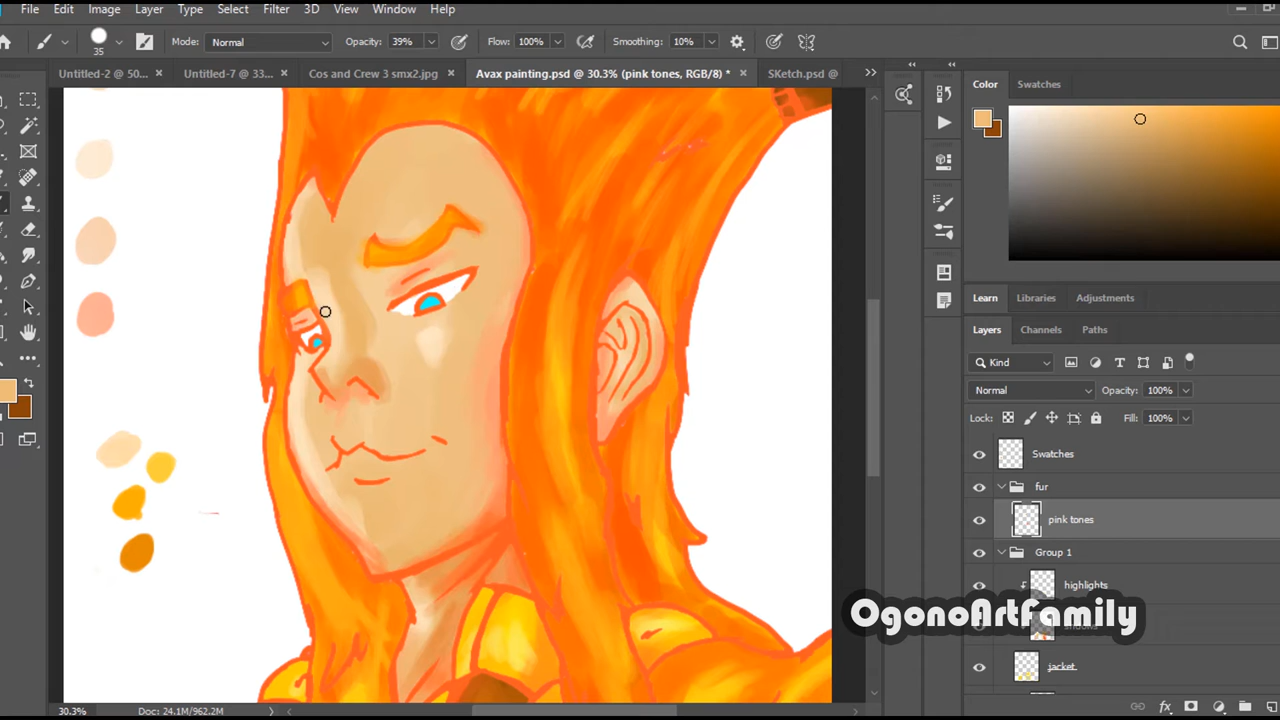 File Edit Image Layer Type Select Filter 3D View Window Help
35 Mode: Normal Opacity: 39% Flow: 100% Smoothing: 10%
Untitled-2 @ 50... Untitled-7 @ 33... Cos and Crew 3 smx2.jpg Avax painting.psd @ 30.3% (pink tones, RGB/8) * SKetch.psd @
Color Swatches
Learn Libraries Adjustments
Layers Channels Paths
Kind
Normal Opacity: 100%
Lock: Fill: 100%
Swatches
fur
pink tones
Group 1
highlights
OgonoArtFamily
jacket
30.3% Doc: 24.1M/962.2M